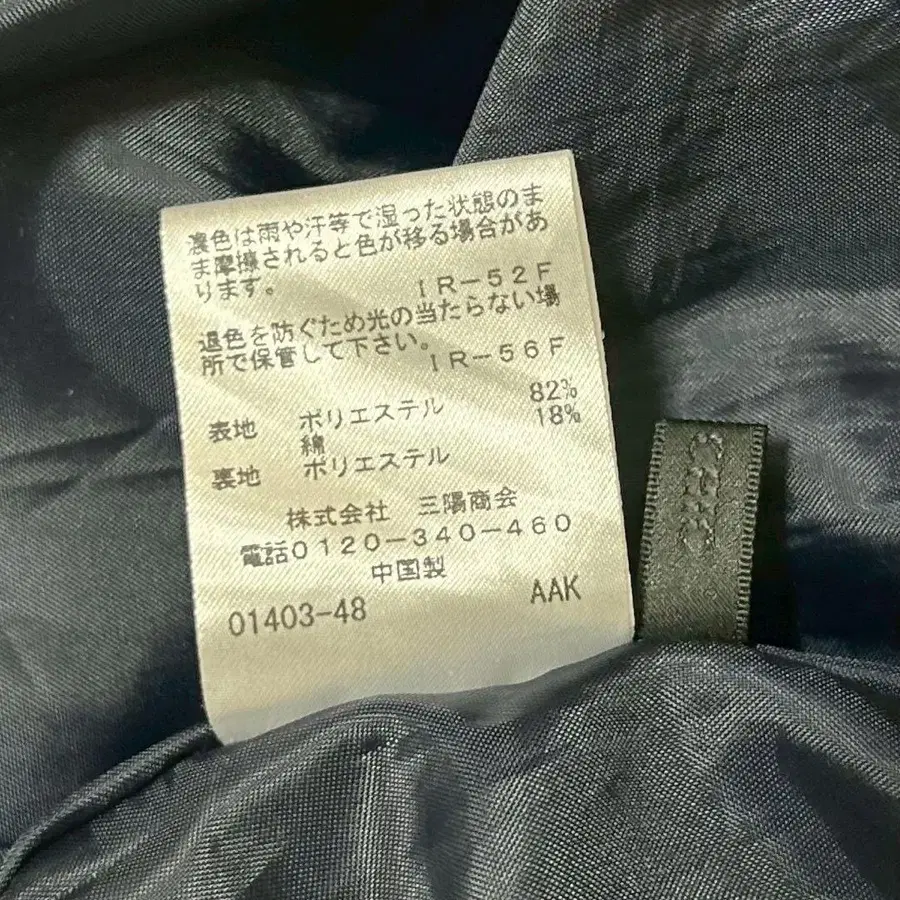 濃色は雨や汗等で湿った状態のま
ま摩擦されると色が移る場合があ
ります。 IR-52F
退色を防ぐため光の当たらない場
所で保管して下さい。 IR-56F
表地 ポリエステル 82%
綿 18%
裏地 ポリエステル
株式会社 三陽商会
電話0120-340-460
中国製
01403-48 AAK